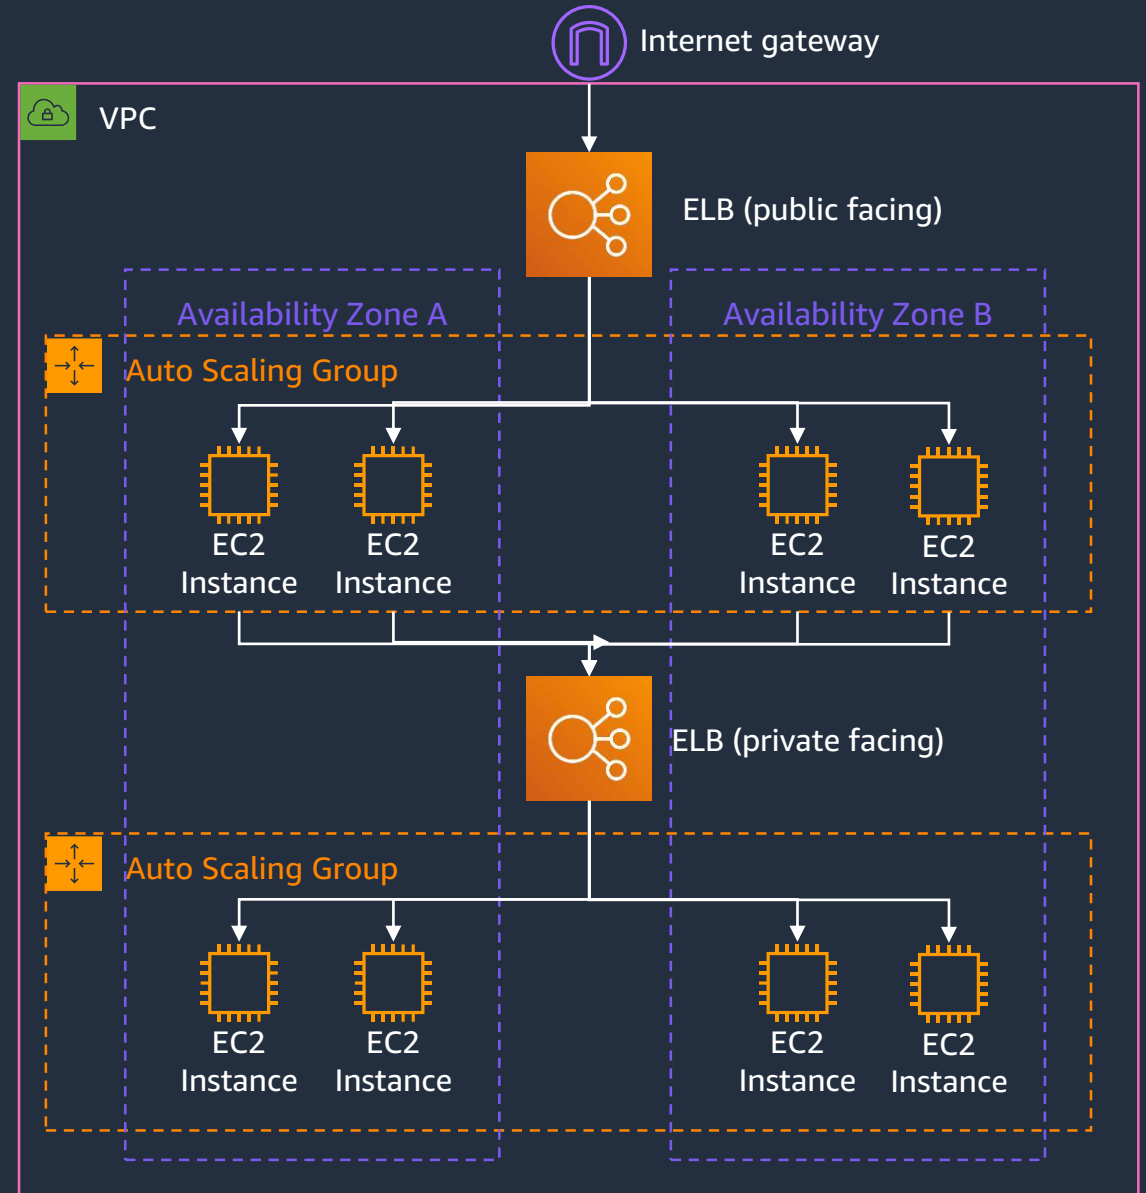 Internet gateway
VPC
ELB (public facing)
Availability Zone A
Availability Zone B
Auto Scaling Group
EC2
Instance
EC2
Instance
EC2
Instance
EC2
Instance
ELB (private facing)
Auto Scaling Group
EC2
Instance
EC2
Instance
EC2
Instance
EC2
Instance